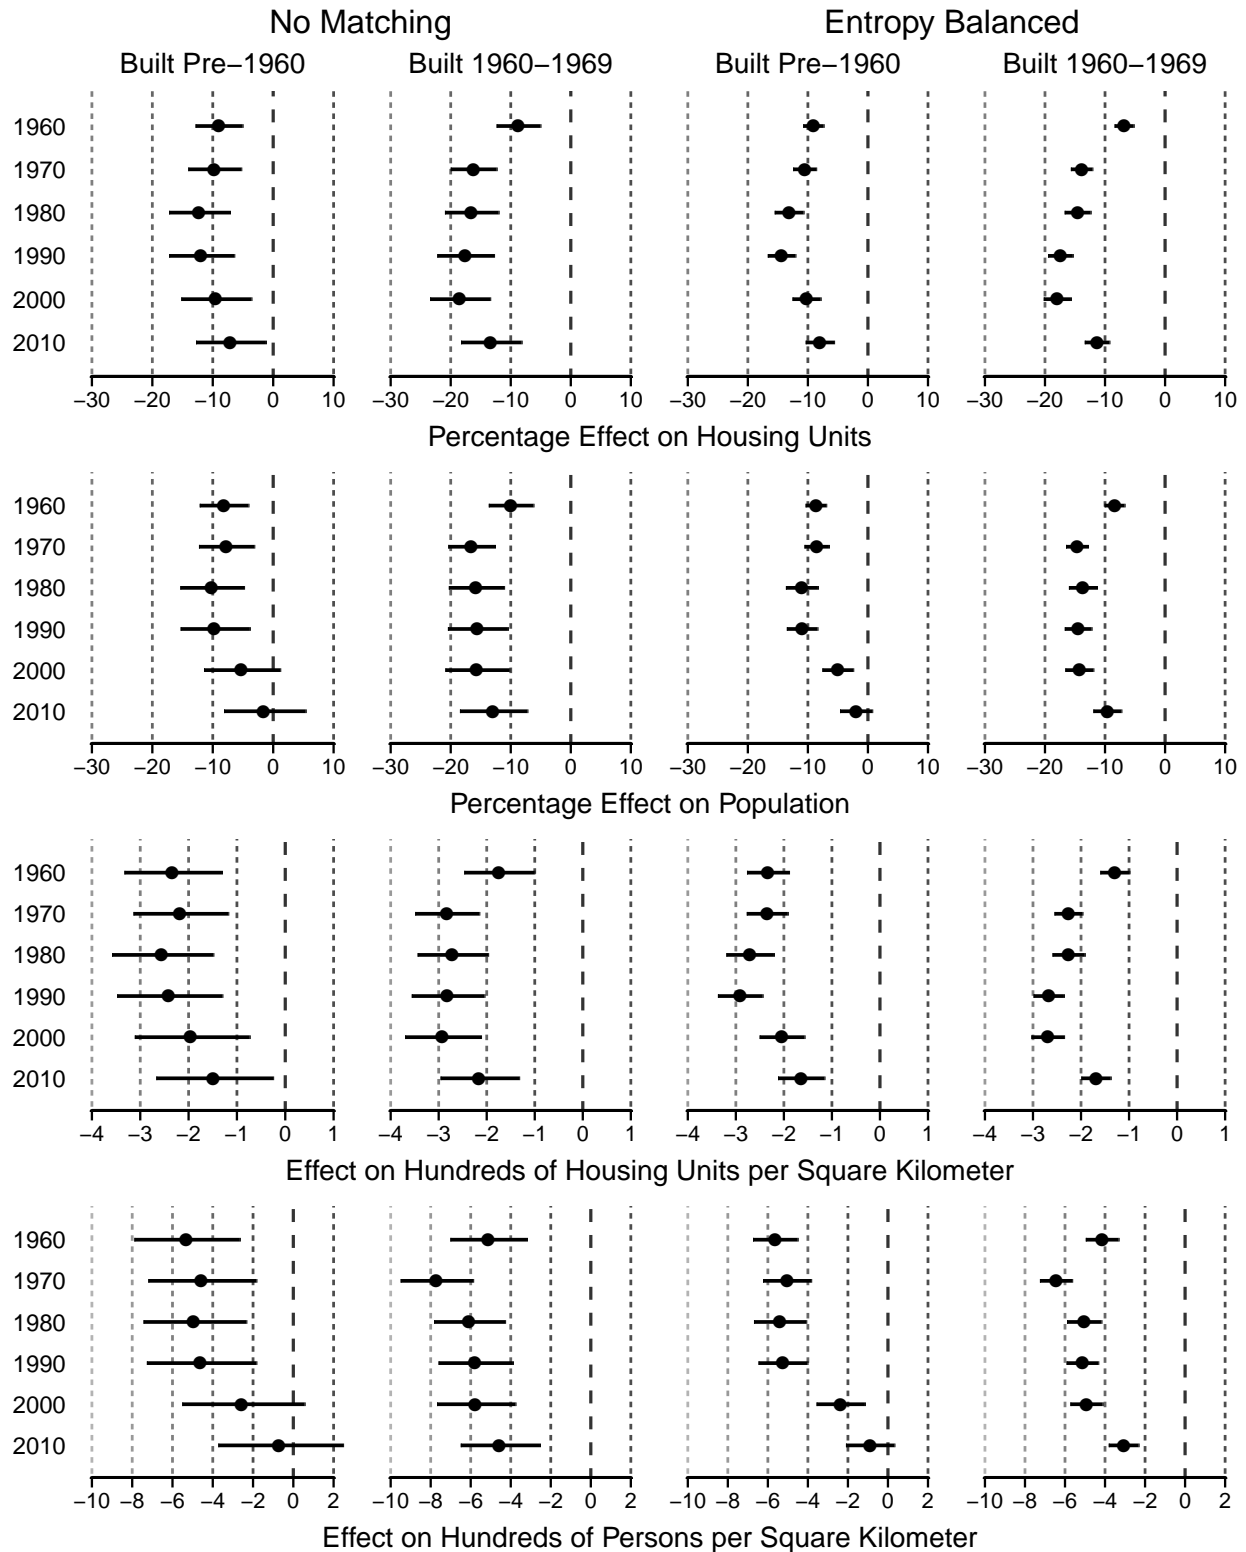 No Matching Entropy Balanced
Built Pre−1960 Built 1960−1969 Built Pre−1960 Built 1960−1969
1960
1970
1980
1990
2000
2010
−30 −20 −10 0 10 −30 −20 −10 0 10 −30 −20 −10 0 10 −30 −20 −10 0 10
Percentage Effect on Housing Units
1960
1970
1980
1990
2000
2010
−30 −20 −10 0 10 −30 −20 −10 0 10 −30 −20 −10 0 10 −30 −20 −10 0 10
Percentage Effect on Population
1960
1970
1980
1990
2000
2010
−4 −3 −2 −1 0 1 −4 −3 −2 −1 0 1 −4 −3 −2 −1 0 1 −4 −3 −2 −1 0 1
Effect on Hundreds of Housing Units per Square Kilometer
1960
1970
1980
1990
2000
2010
−10 −8 −6 −4 −2 0 2 −10 −8 −6 −4 −2 0 2 −10 −8 −6 −4 −2 0 2 −10 −8 −6 −4 −2 0 2
Effect on Hundreds of Persons per Square Kilometer